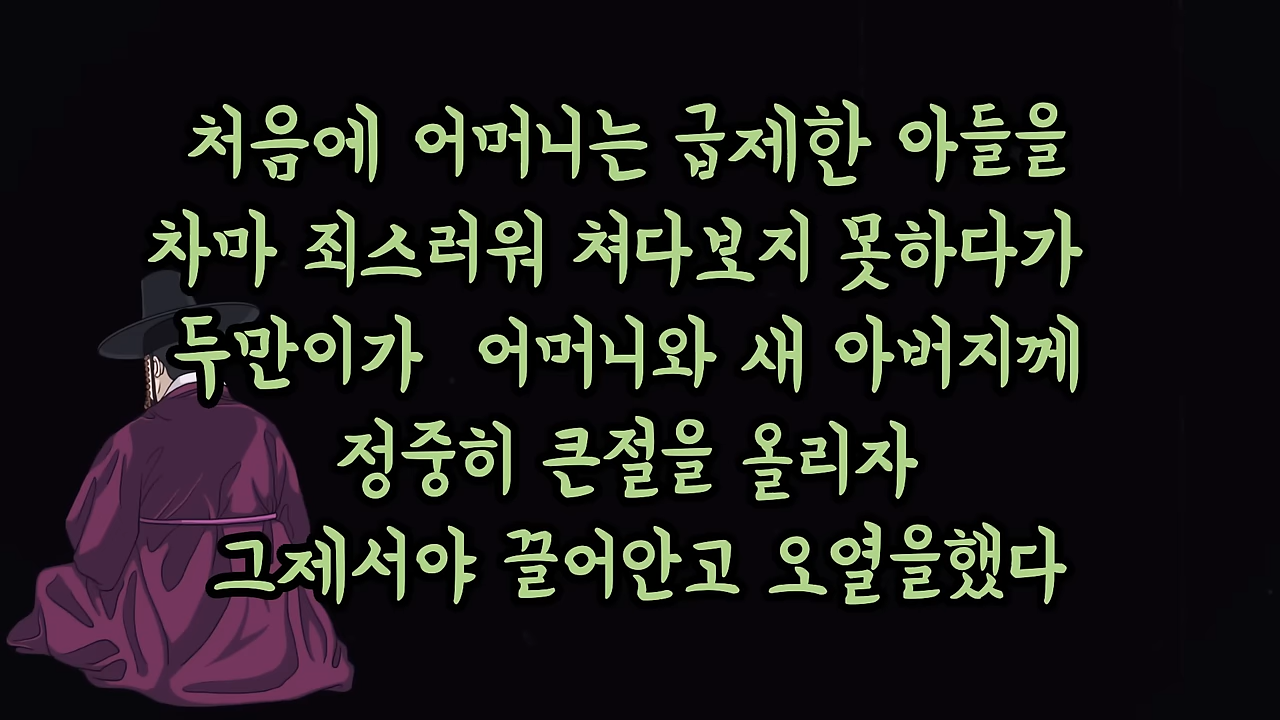 처음에 어머니는 급제한 아들을
차마 죄스러워 쳐다보지 못하다가
두만이가 어머니와 새 아버지께
정중히 큰절을 올리자
그제서야 끌어안고 오열을했다